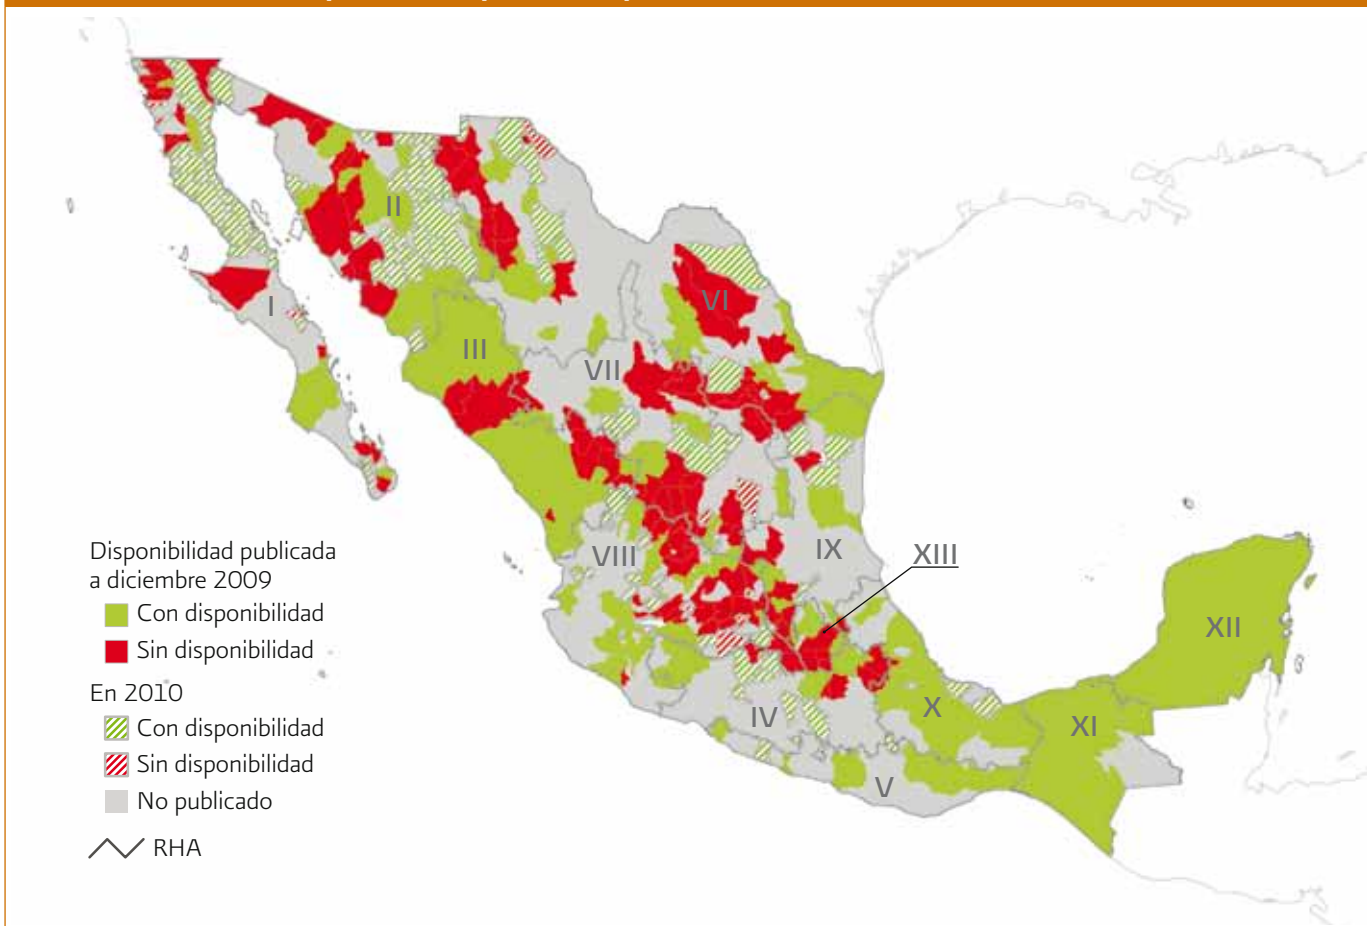 Disponibilidad publicada
a diciembre 2009
Con disponibilidad
Sin disponibilidad
En 2010
Con disponibilidad
Sin disponibilidad
No publicado
RHA
I
II
III
IV
V
VI
VII
VIII
IX
X
XI
XII
XIII